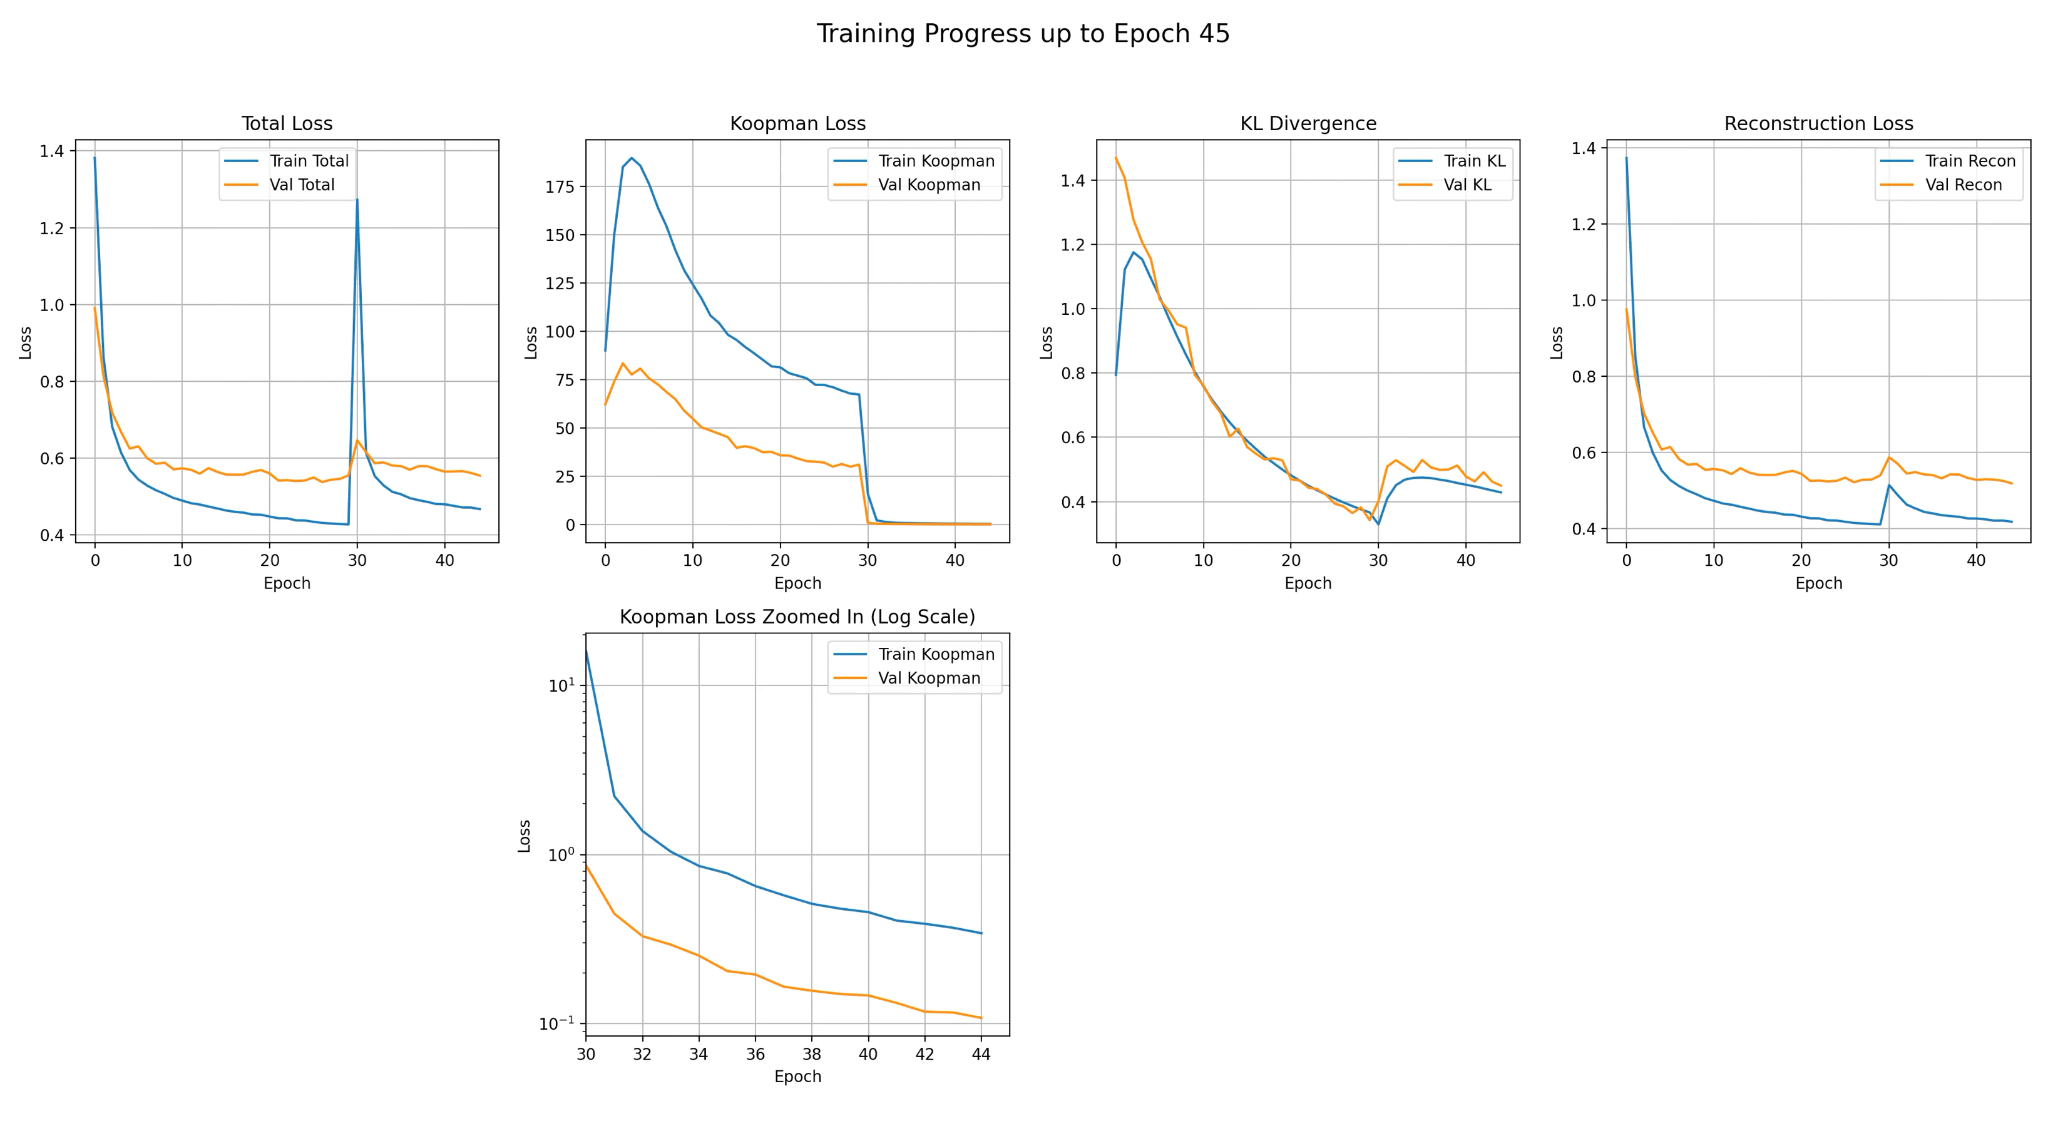 Training Progress up to Epoch 45
Total Loss
Loss
1.4
1.2
1.0
0.8
0.6
0.4
Train Total
Val Total
0 10 20 30 40
Epoch
Koopman Loss
Loss
175
150
125
100
75
50
25
0
Train Koopman
Val Koopman
0 10 20 30 40
Epoch
KL Divergence
Loss
1.4
1.2
1.0
0.8
0.6
0.4
Train KL
Val KL
0 10 20 30 40
Epoch
Reconstruction Loss
Loss
1.4
1.2
1.0
0.8
0.6
0.4
Train Recon
Val Recon
0 10 20 30 40
Epoch
Koopman Loss Zoomed In (Log Scale)
Loss
10¹
10⁰
10⁻¹
Train Koopman
Val Koopman
30 32 34 36 38 40 42 44
Epoch